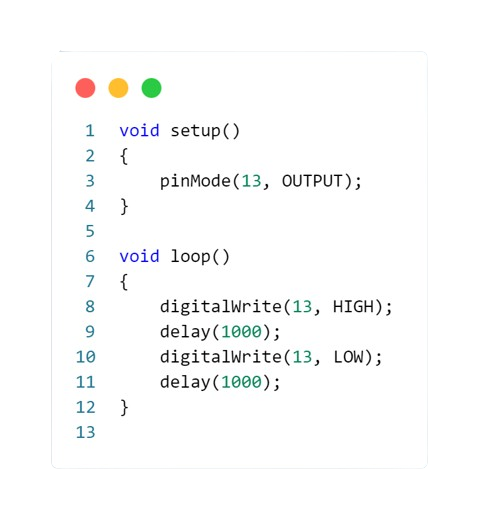 1 void setup()
2 {
3     pinMode(13, OUTPUT);
4 }
5
6 void loop()
7 {
8     digitalWrite(13, HIGH);
9     delay(1000);
10     digitalWrite(13, LOW);
11     delay(1000);
12 }
13